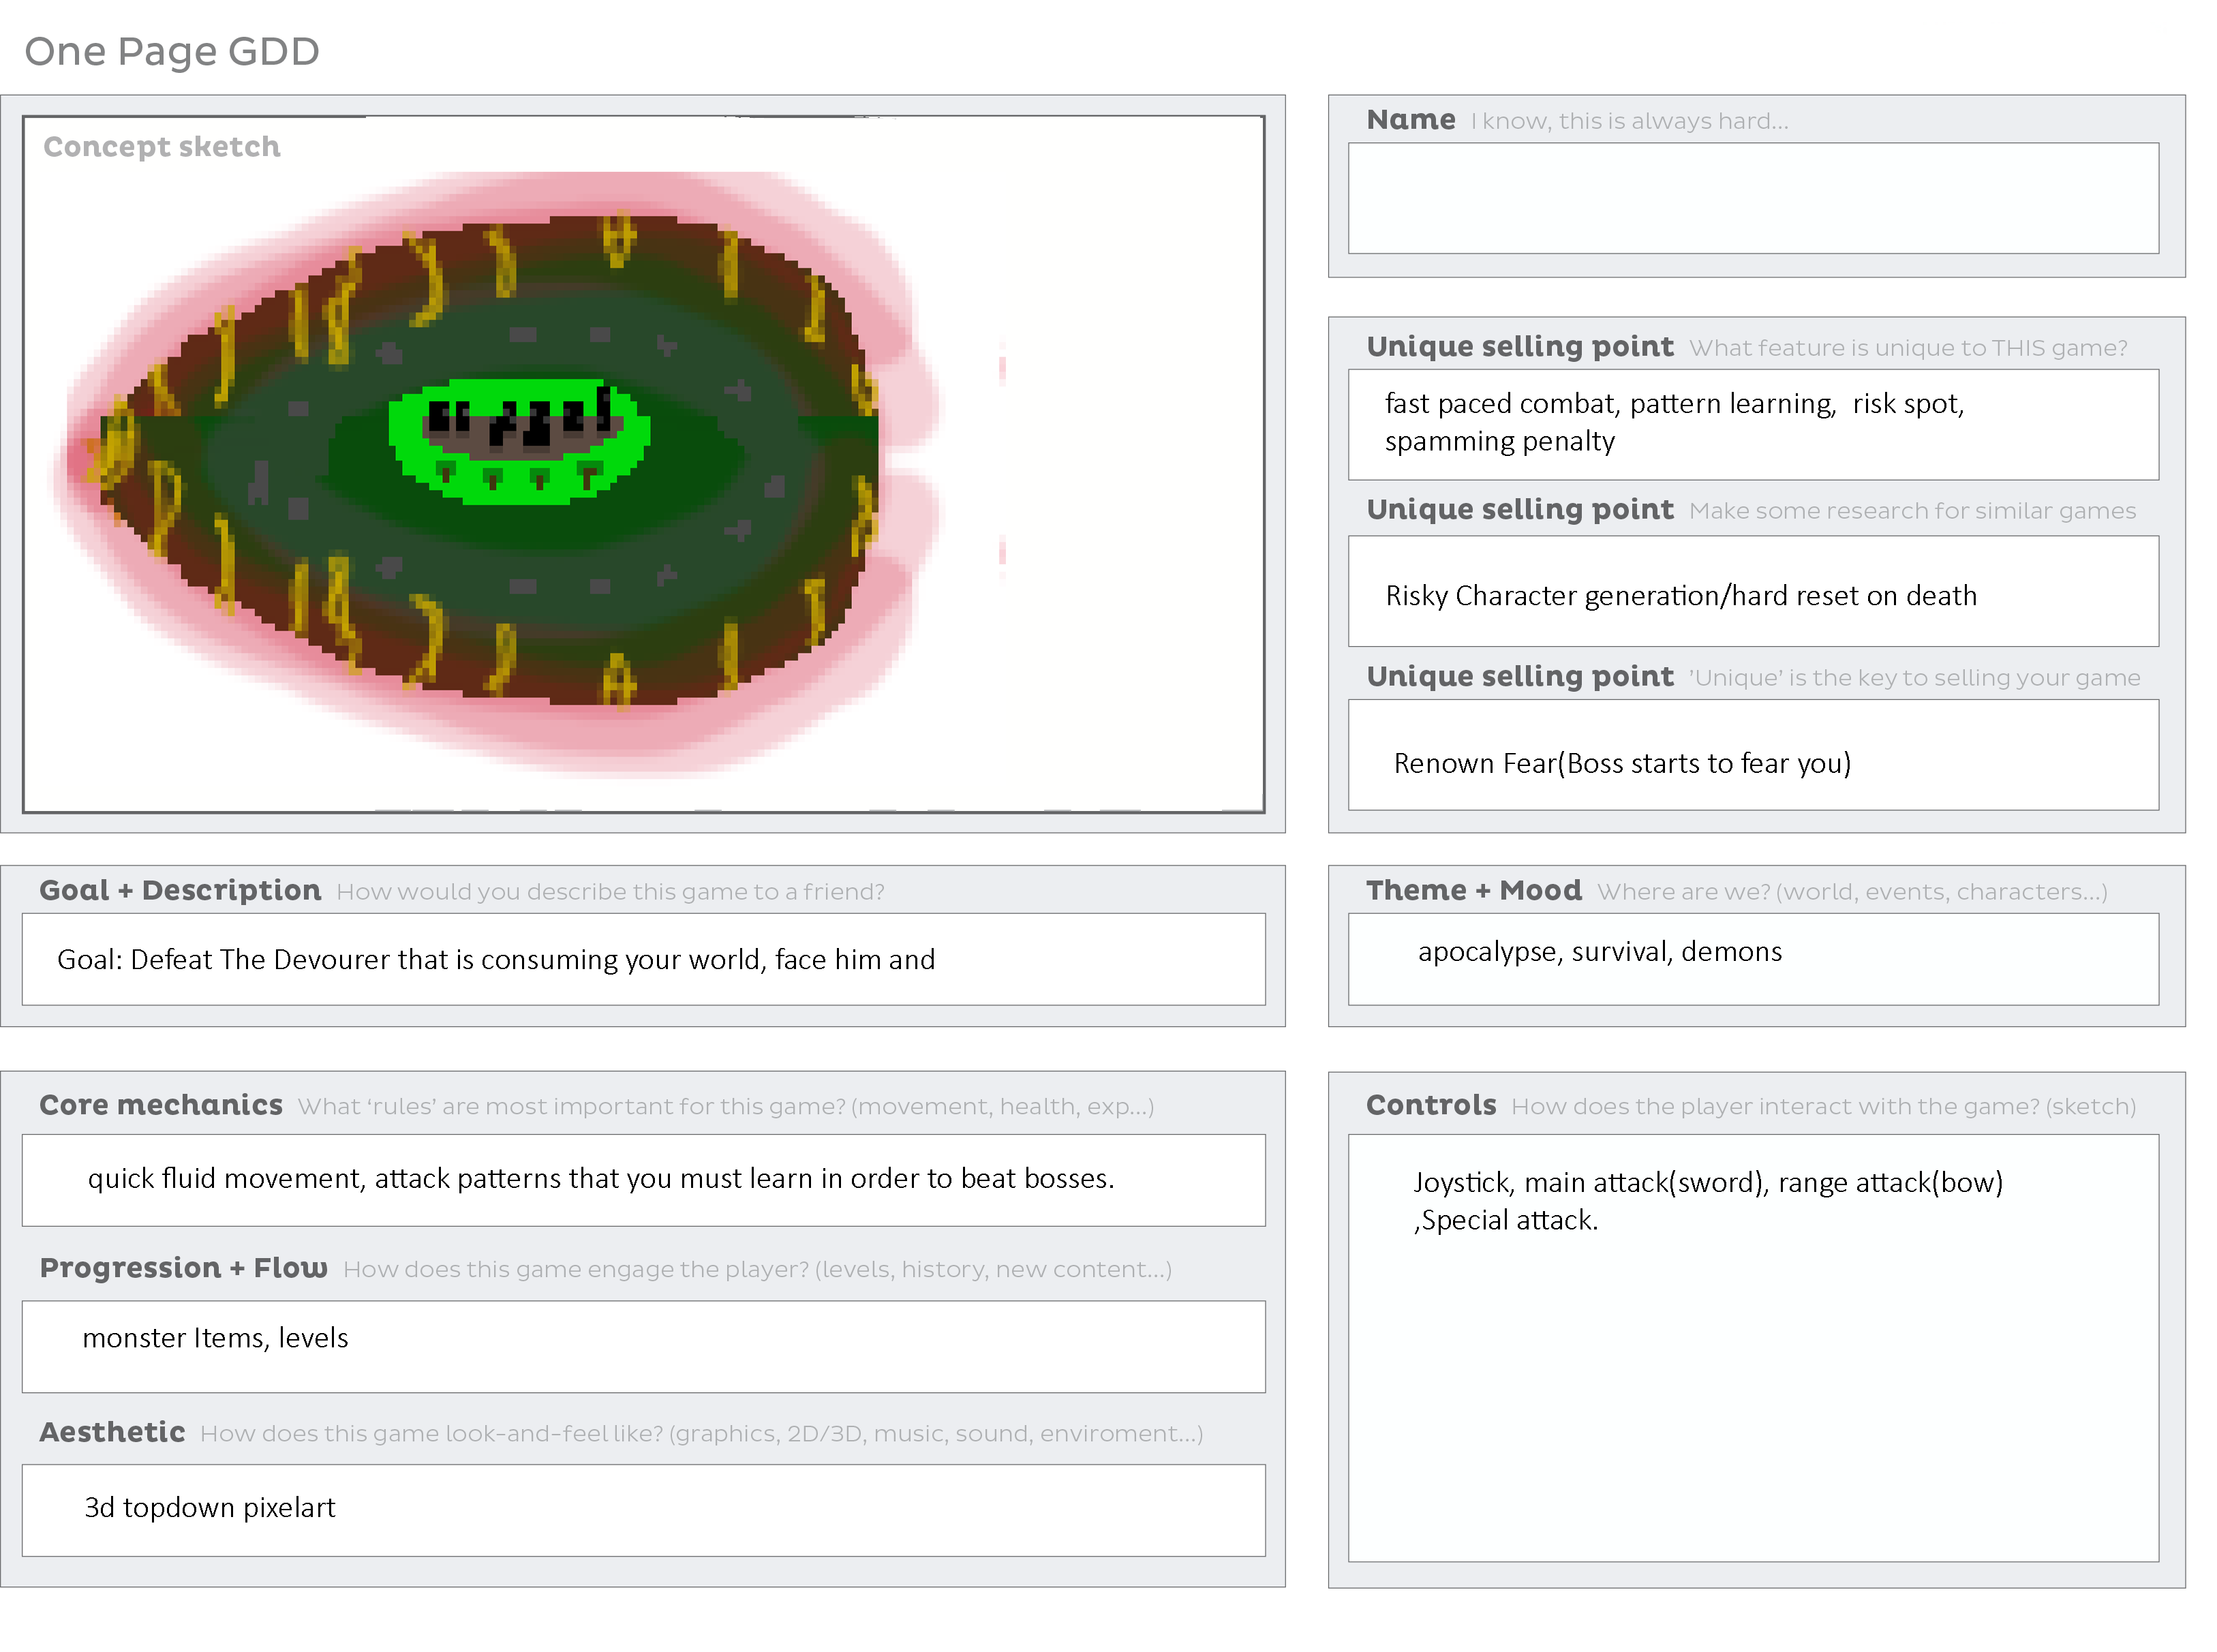 One Page GDD
Concept sketch
Name I know, this is always hard...
Unique selling point What feature is unique to THIS game?
fast paced combat, pattern learning,  risk spot,
spamming penalty
Unique selling point Make some research for similar games
Risky Character generation/hard reset on death
Unique selling point 'Unique' is the key to selling your game
Renown Fear(Boss starts to fear you)
Goal + Description How would you describe this game to a friend?
Goal: Defeat The Devourer that is consuming your world, face him and
Theme + Mood Where are we? (world, events, characters...)
apocalypse, survival, demons
Core mechanics What 'rules' are most important for this game? (movement, health, exp...)
quick fluid movement, attack patterns that you must learn in order to beat bosses.
Progression + Flow How does this game engage the player? (levels, history, new content...)
monster Items, levels
Aesthetic How does this game look-and-feel like? (graphics, 2D/3D, music, sound, enviroment...)
3d topdown pixelart
Controls How does the player interact with the game? (sketch)
Joystick, main attack(sword), range attack(bow)
,Special attack.